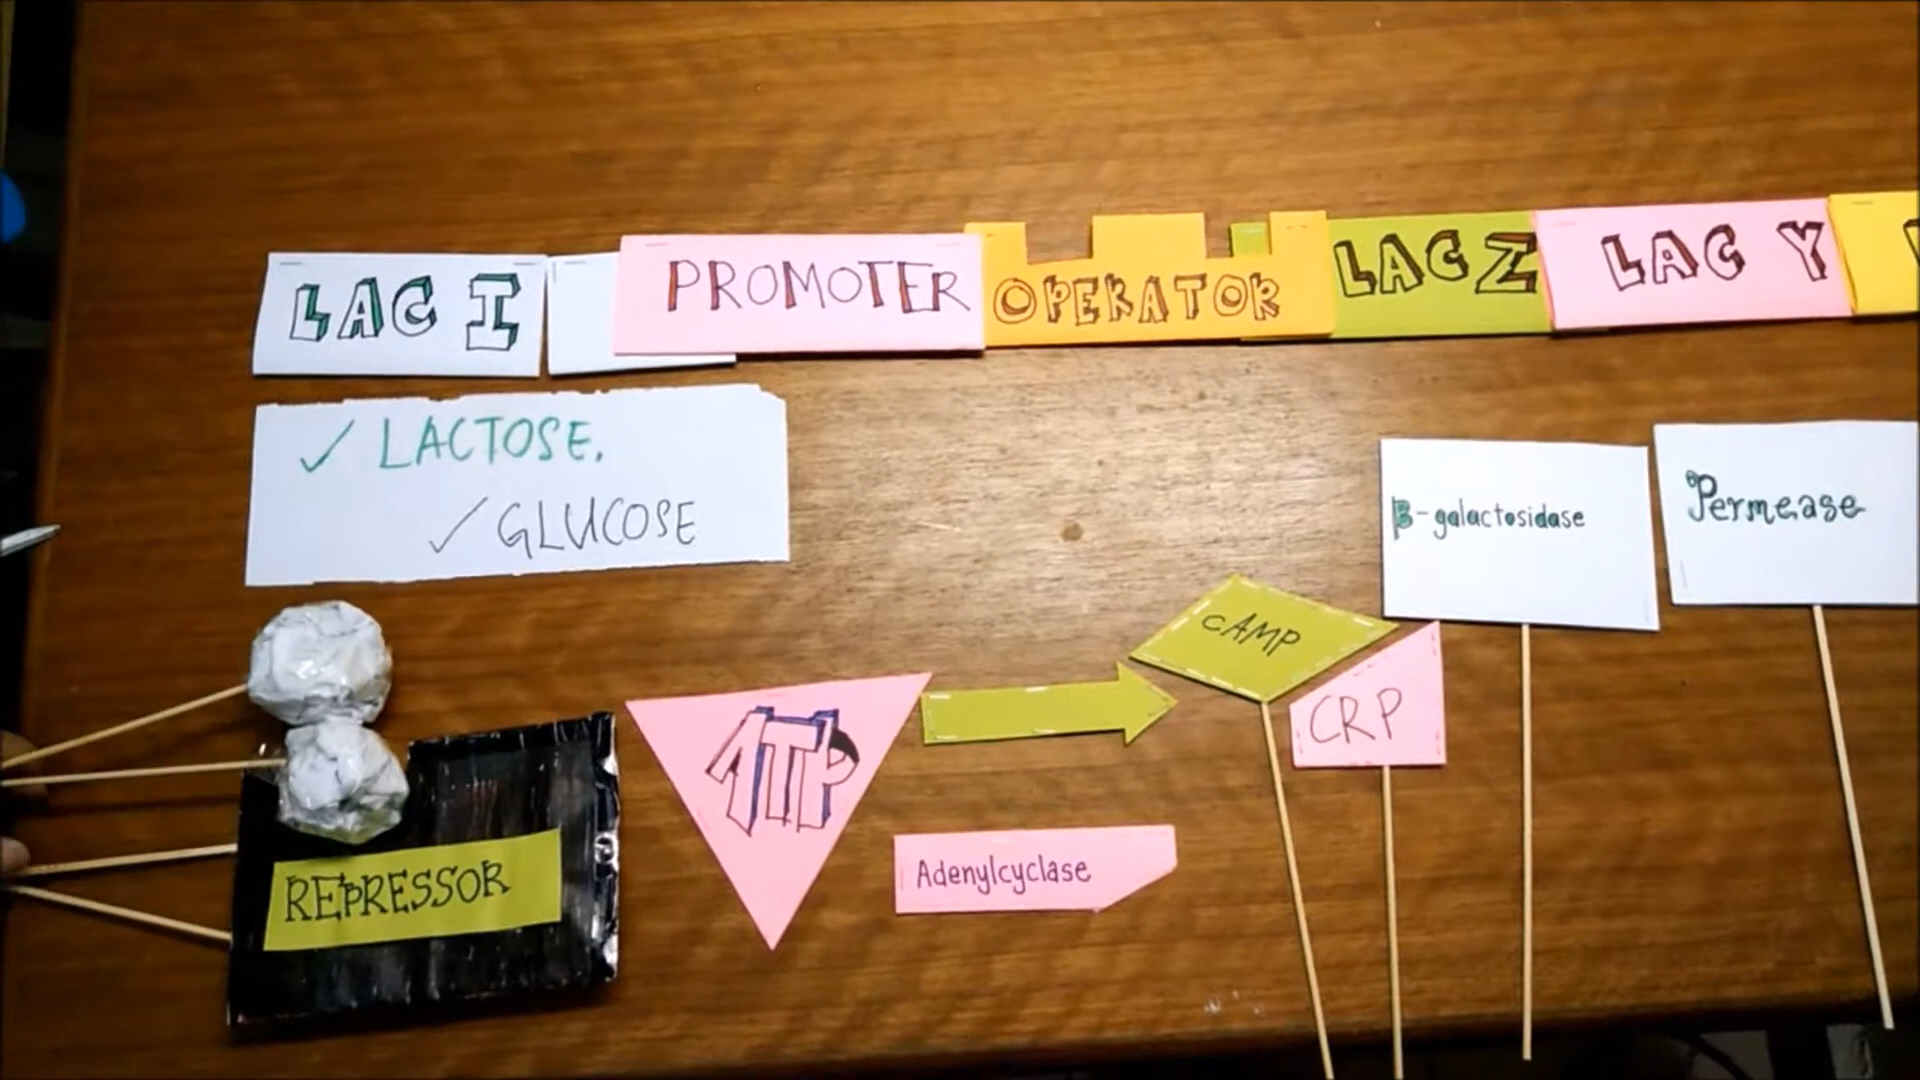 LAC I
PROMOTER
OPERATOR
LAC Z
LAC Y
✓ LACTOSE.
✓ GLUCOSE
β-galactosidase
Permease
cAMP
CRP
ATP
Adenylcyclase
REPRESSOR